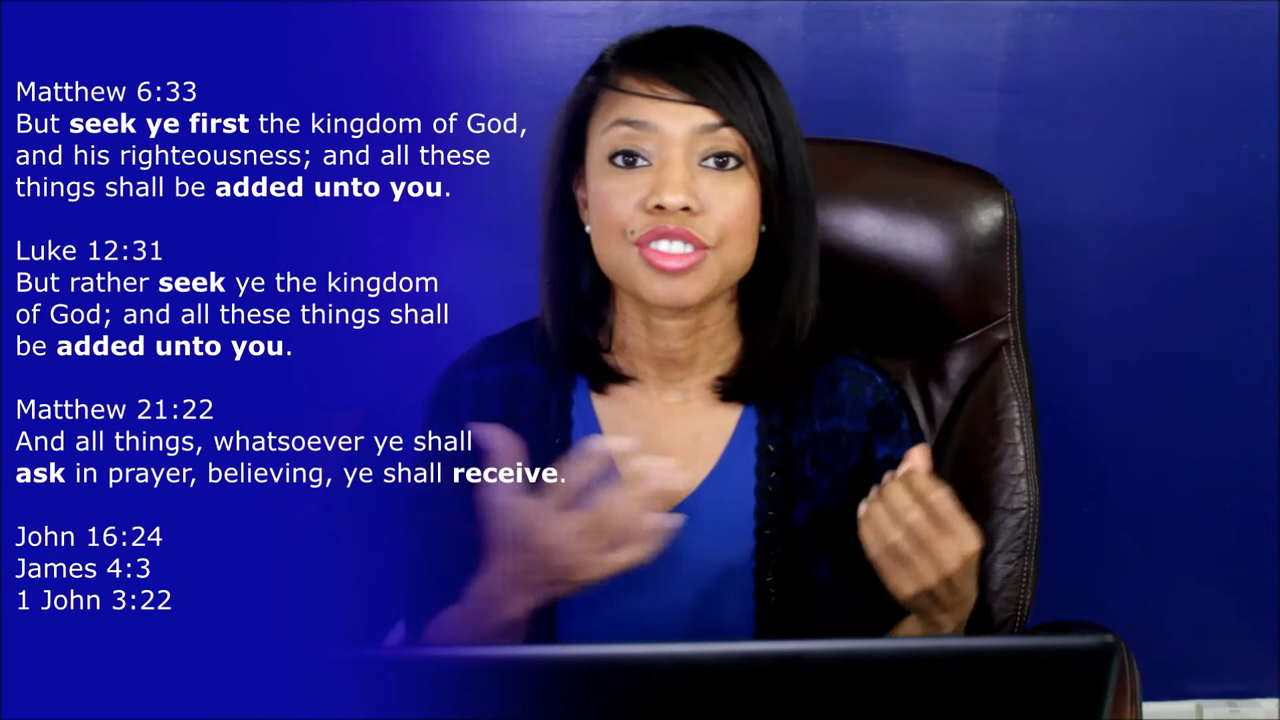 Matthew 6:33
But seek ye first the kingdom of God,
and his righteousness; and all these
things shall be added unto you.
Luke 12:31
But rather seek ye the kingdom
of God; and all these things shall
be added unto you.
Matthew 21:22
And all things, whatsoever ye shall
ask in prayer, believing, ye shall receive.
John 16:24
James 4:3
1 John 3:22